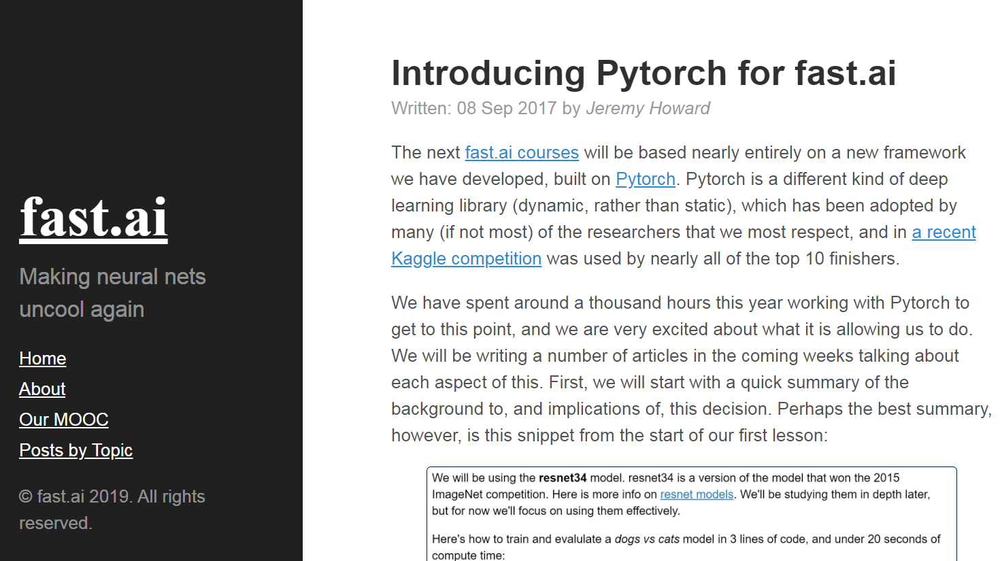 fast.ai
Making neural nets
uncool again
Home
About
Our MOOC
Posts by Topic
© fast.ai 2019. All rights
reserved.
Introducing Pytorch for fast.ai
Written: 08 Sep 2017 by Jeremy Howard
The next fast.ai courses will be based nearly entirely on a new framework
we have developed, built on Pytorch. Pytorch is a different kind of deep
learning library (dynamic, rather than static), which has been adopted by
many (if not most) of the researchers that we most respect, and in a recent
Kaggle competition was used by nearly all of the top 10 finishers.
We have spent around a thousand hours this year working with Pytorch to
get to this point, and we are very excited about what it is allowing us to do.
We will be writing a number of articles in the coming weeks talking about
each aspect of this. First, we will start with a quick summary of the
background to, and implications of, this decision. Perhaps the best summary,
however, is this snippet from the start of our first lesson:
We will be using the resnet34 model. resnet34 is a version of the model that won the 2015
ImageNet competition. Here is more info on resnet models. We'll be studying them in depth later,
but for now we'll focus on using them effectively.
Here's how to train and evalulate a dogs vs cats model in 3 lines of code, and under 20 seconds of
compute time: